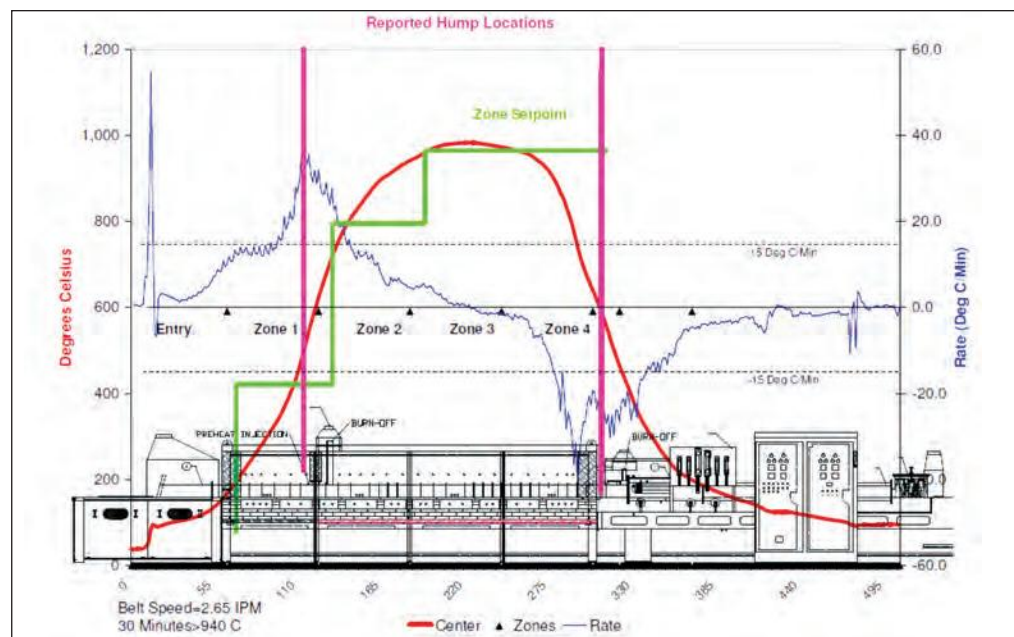 Reported Hump Locations
1,200
1,000
800
600
400
200
0
Degrees Celsius
60.0
40.0
20.0
0.0
-20.0
-60.0
Rate (Deg C/Min)
Zone Setpoint
15 Deg C/Min
-15 Deg C/Min
Entry
Zone 1
Zone 2
Zone 3
Zone 4
PREHEAT INJECTION
BURN-OFF
BURN-OFF
0
55
110
165
220
275
330
385
440
495
Belt Speed=2.65 IPM
30 Minutes>940 C
Center
Zones
Rate